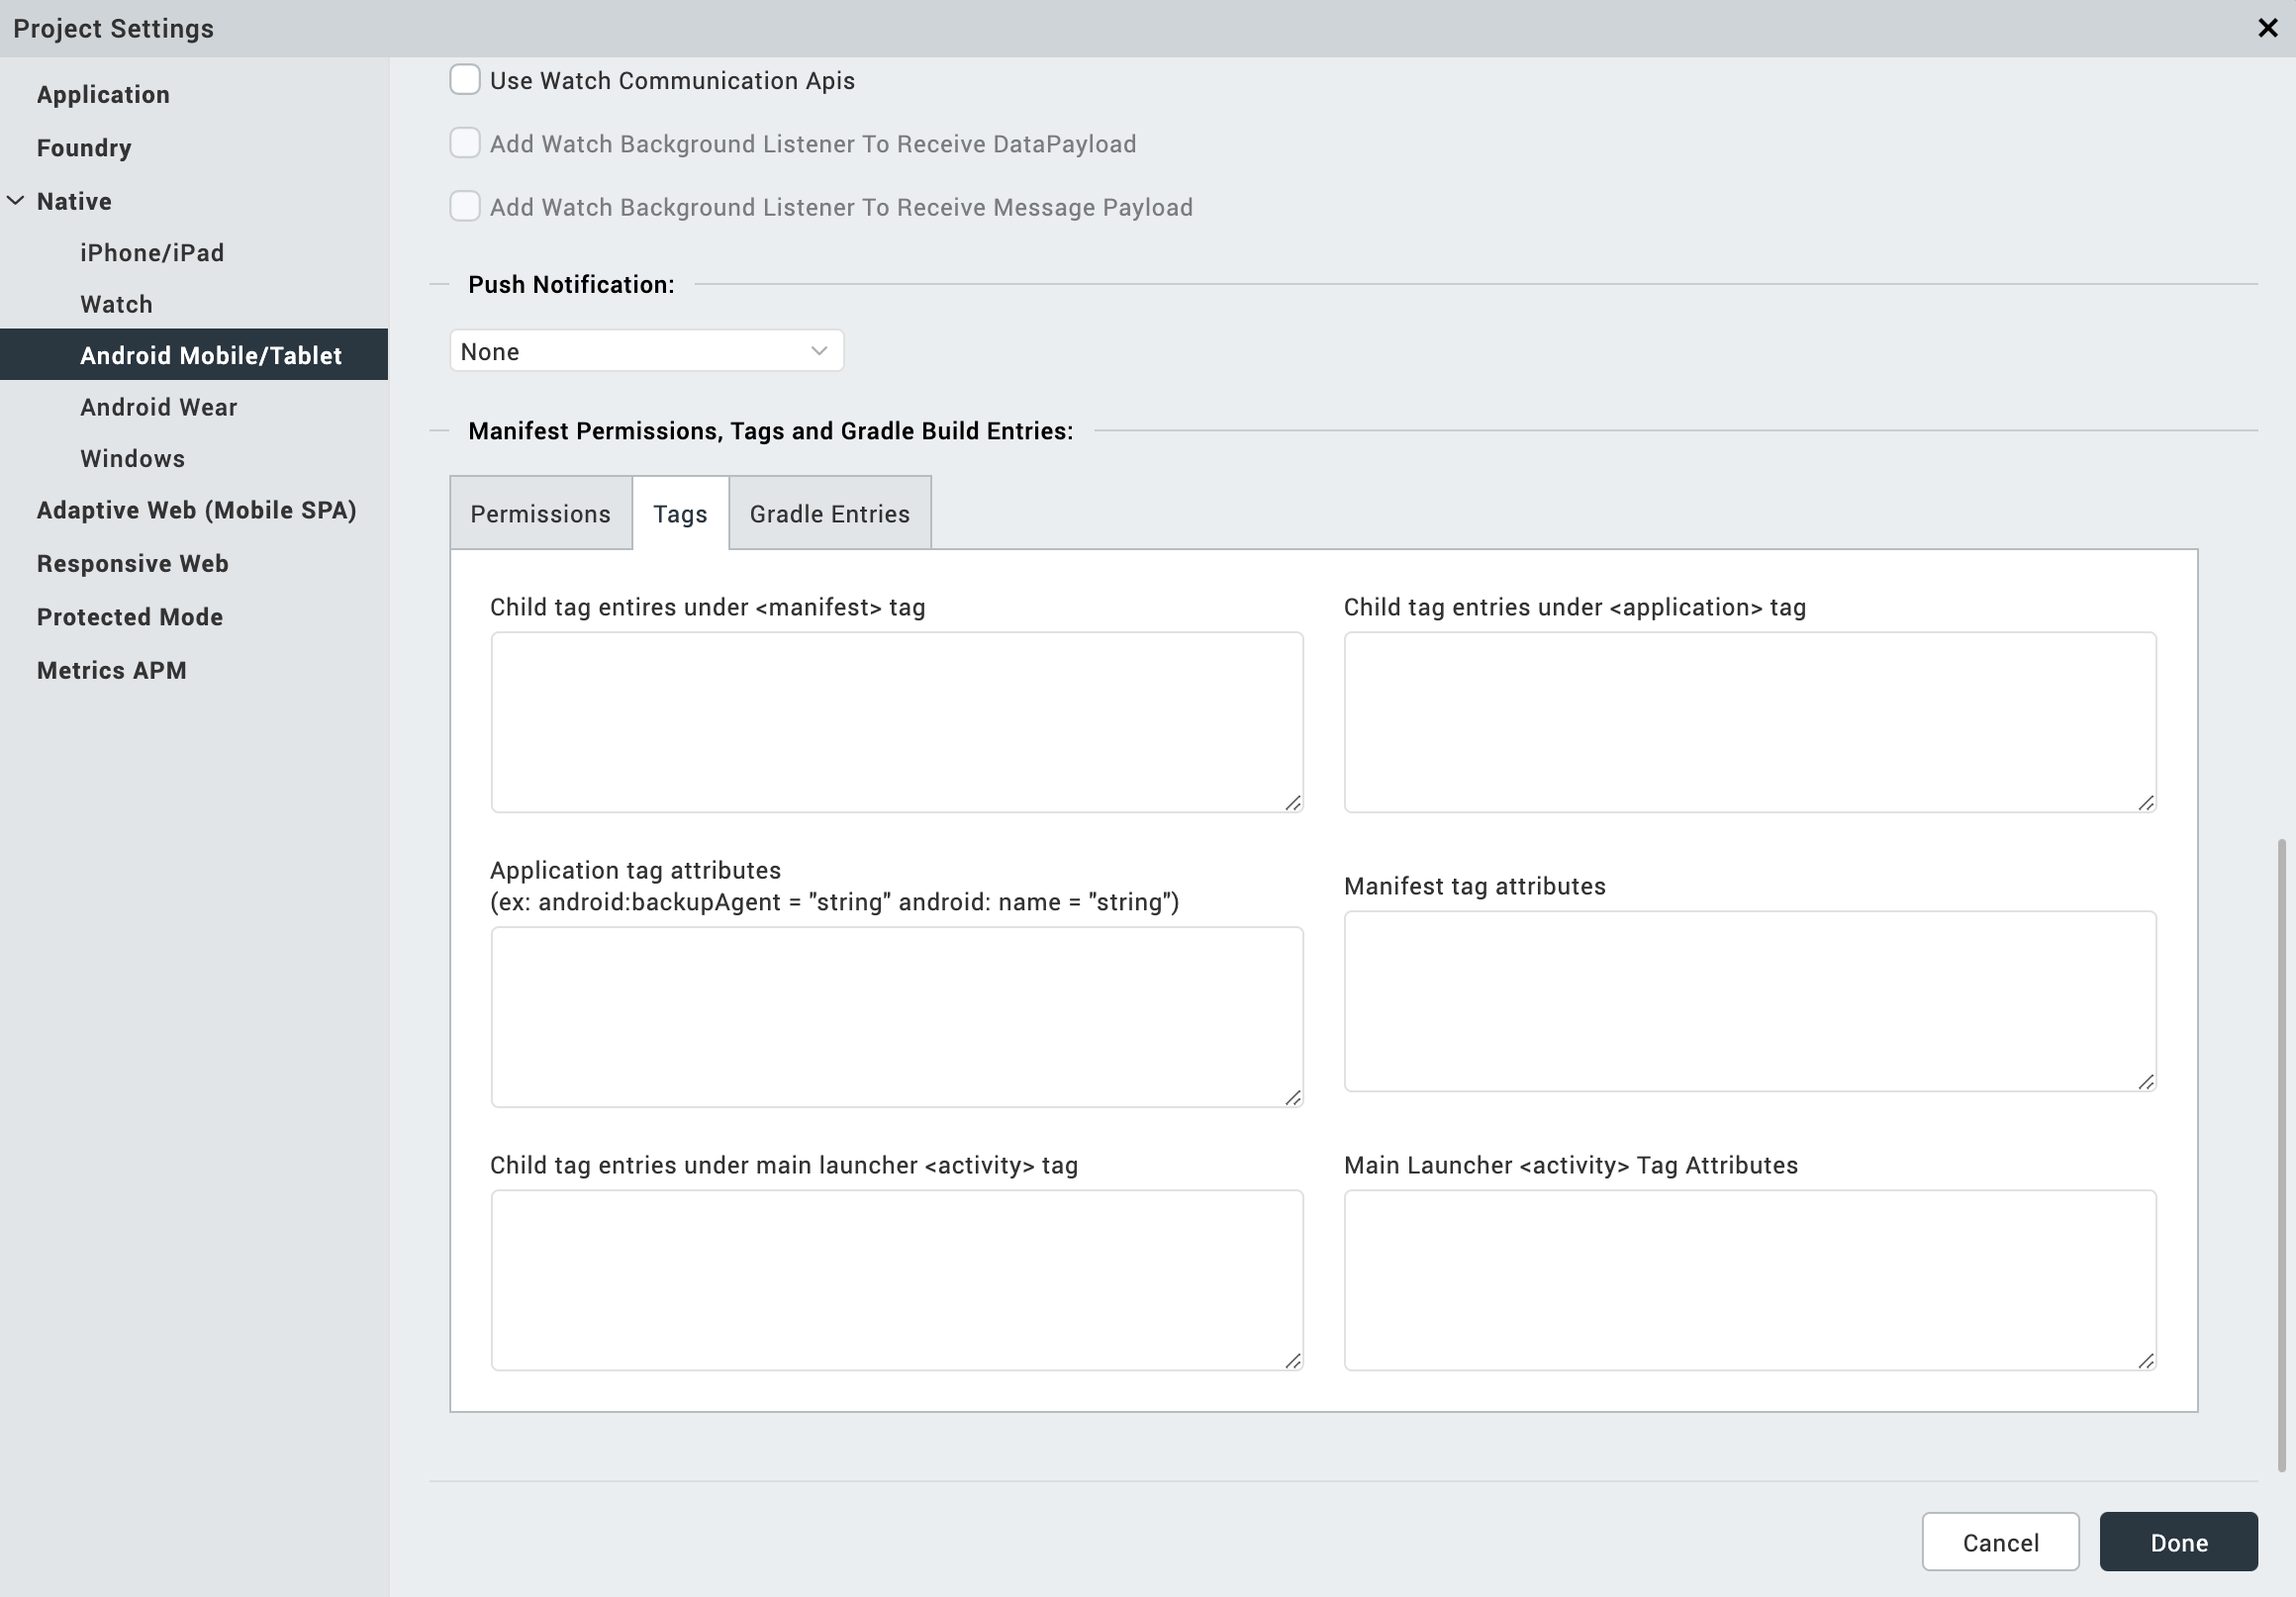 Project Settings
Application
Foundry
Native
iPhone/iPad
Watch
Android Mobile/Tablet
Android Wear
Windows
Adaptive Web (Mobile SPA)
Responsive Web
Protected Mode
Metrics APM
Use Watch Communication Apis
Add Watch Background Listener To Receive DataPayload
Add Watch Background Listener To Receive Message Payload
Push Notification:
None
Manifest Permissions, Tags and Gradle Build Entries:
Permissions Tags Gradle Entries
Child tag entires under <manifest> tag
Child tag entries under <application> tag
Application tag attributes
(ex: android:backupAgent = "string" android: name = "string")
Manifest tag attributes
Child tag entries under main launcher <activity> tag
Main Launcher <activity> Tag Attributes
Cancel Done